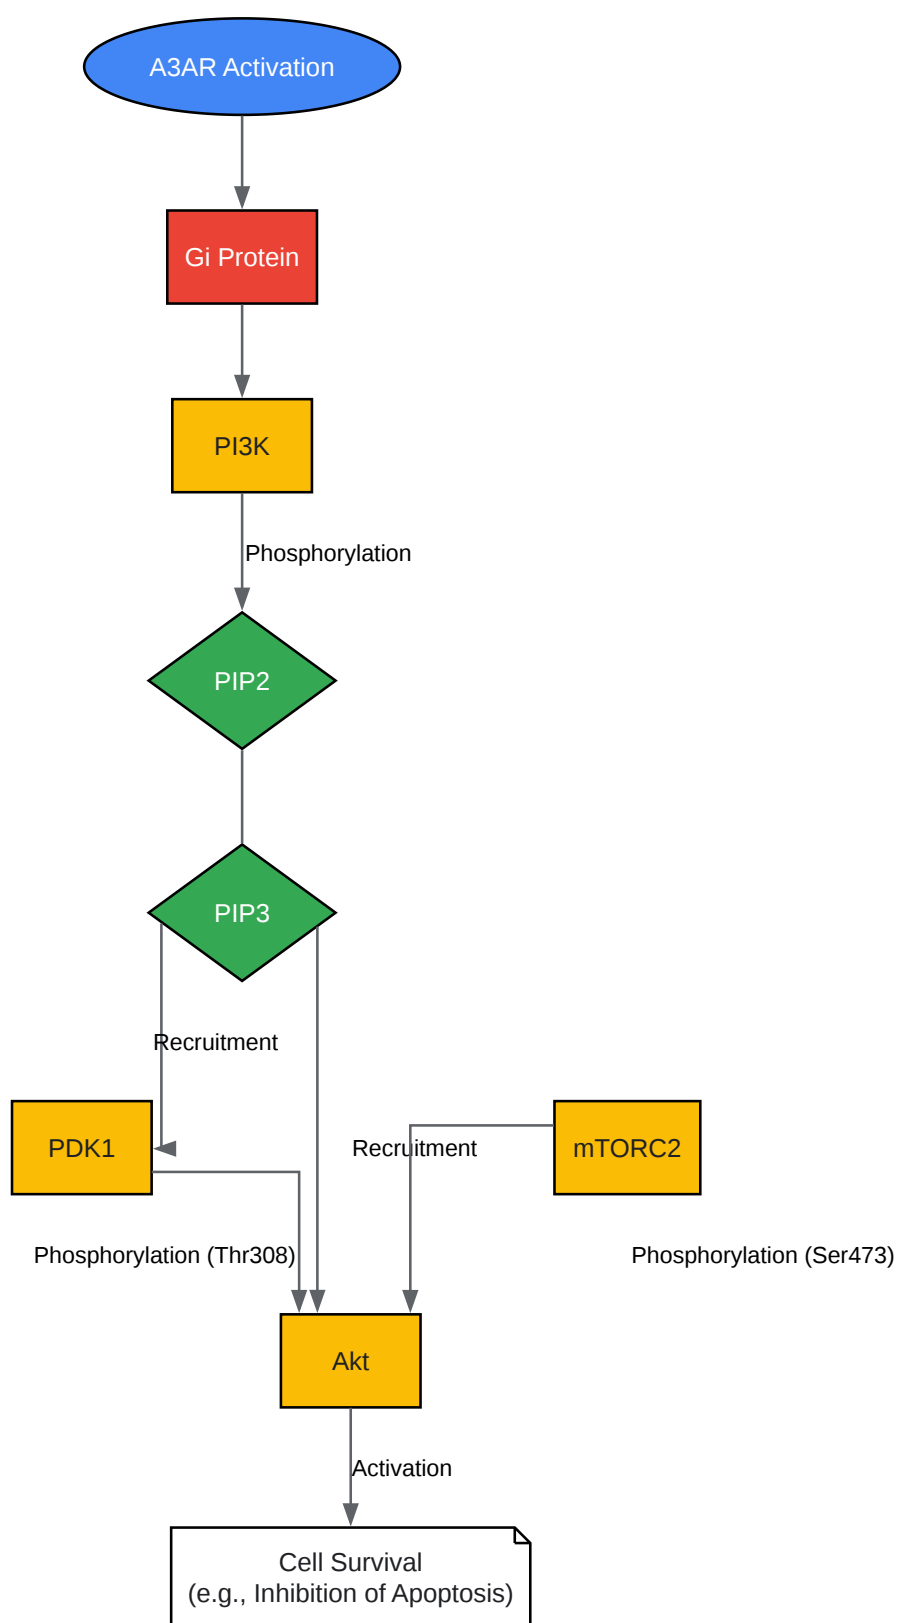 A3AR Activation
Gi Protein
PI3K
Phosphorylation
PIP2
PIP3
Recruitment
PDK1
Recruitment
mTORC2
Phosphorylation (Thr308)
Phosphorylation (Ser473)
Akt
Activation
Cell Survival
(e.g., Inhibition of Apoptosis)